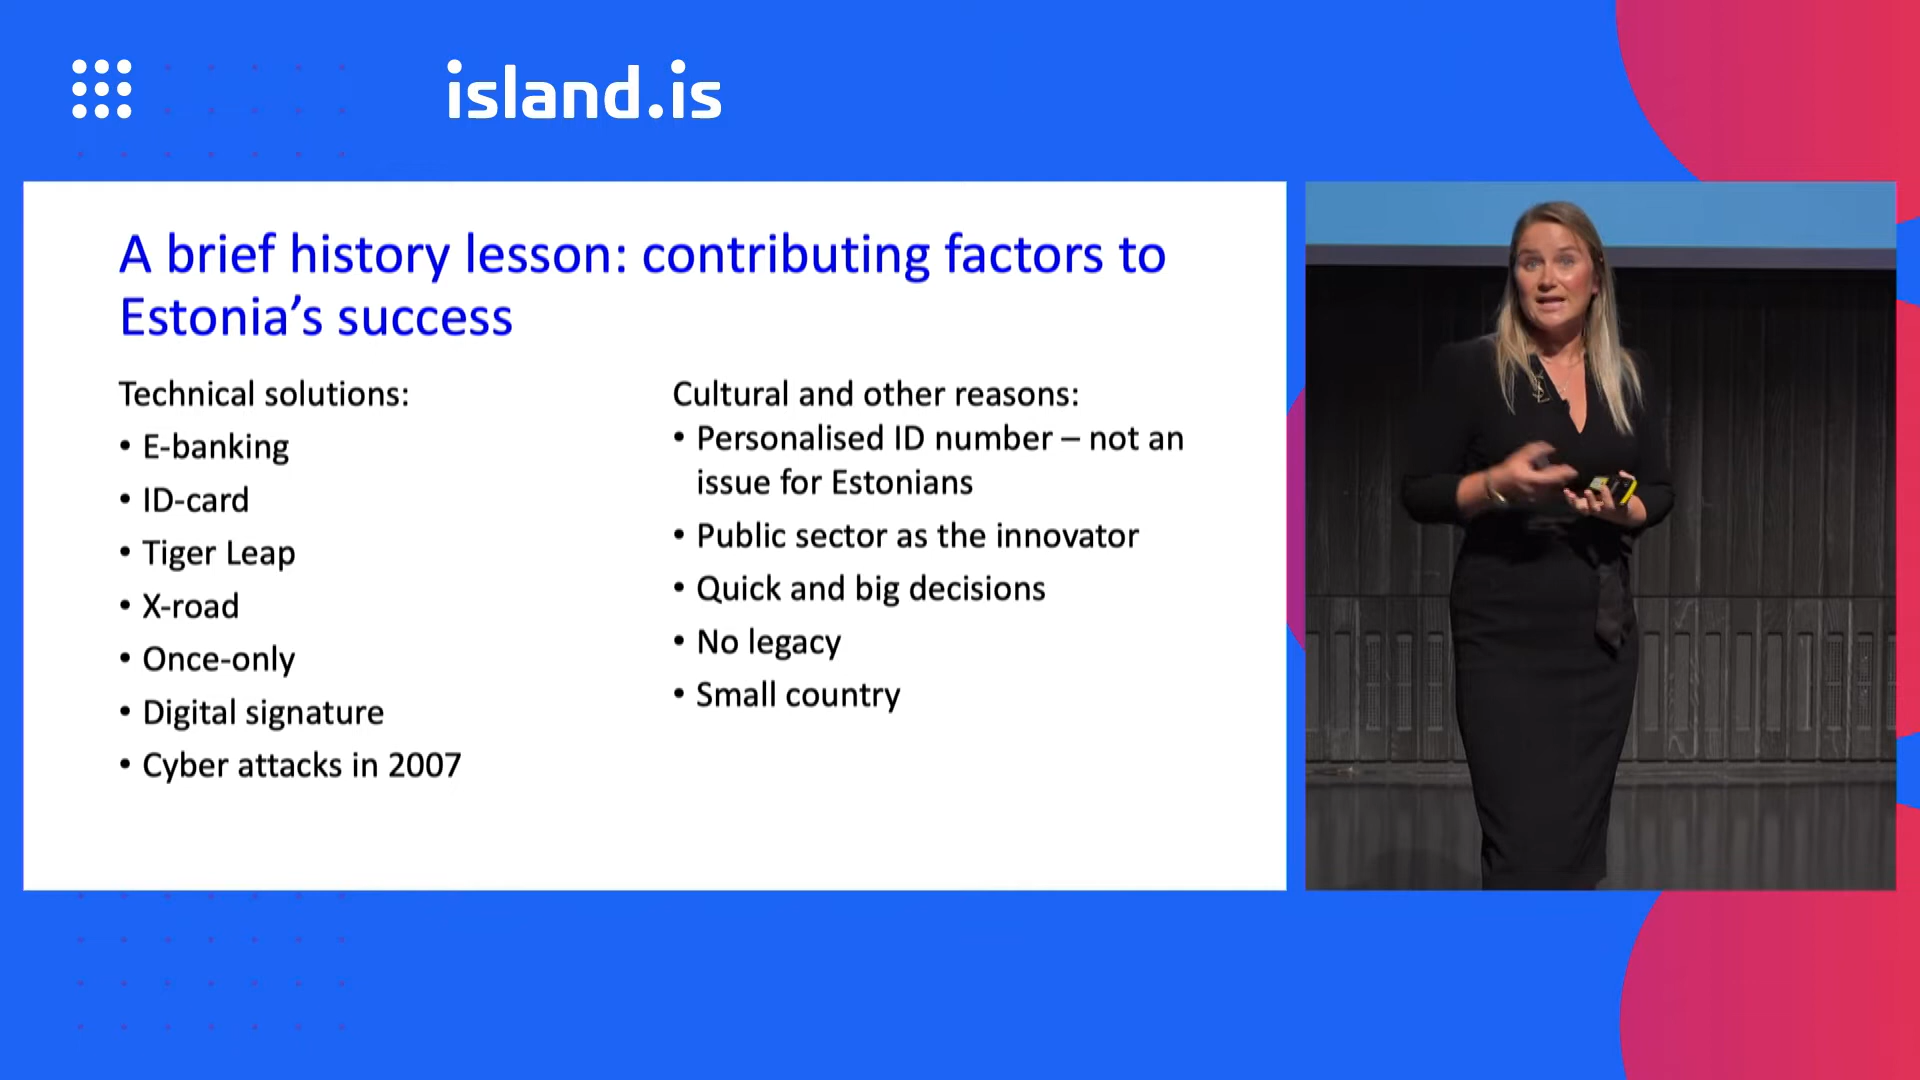 island.is
A brief history lesson: contributing factors to
Estonia’s success
Technical solutions:
• E-banking
• ID-card
• Tiger Leap
• X-road
• Once-only
• Digital signature
• Cyber attacks in 2007
Cultural and other reasons:
• Personalised ID number – not an
issue for Estonians
• Public sector as the innovator
• Quick and big decisions
• No legacy
• Small country